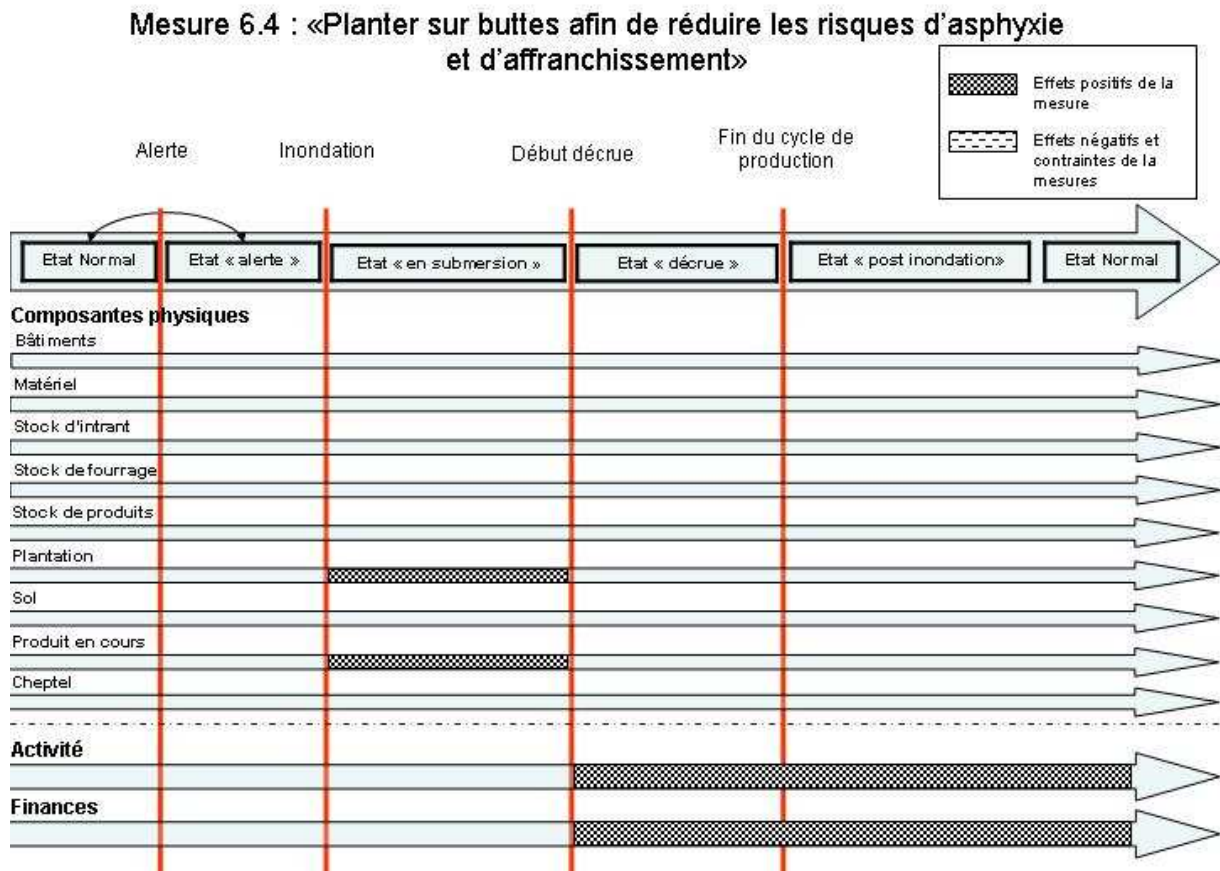 Mesure 6.4 : «Planter sur buttes afin de réduire les risques d'asphyxie
et d'affranchissement»
Effets positifs de la
mesure
Effets négatifs et
contraintes de la
mesures
Alerte
Inondation
Début décrue
Fin du cycle de
production
Etat Normal
Etat « alerte »
Etat « en submersion »
Etat « décrue »
Etat « post inondation»
Etat Normal
Composantes physiques
Bâtiments
Matériel
Stock d'intrant
Stock de fourrage
Stock de produits
Plantation
Sol
Produit en cours
Cheptel
Activité
Finances